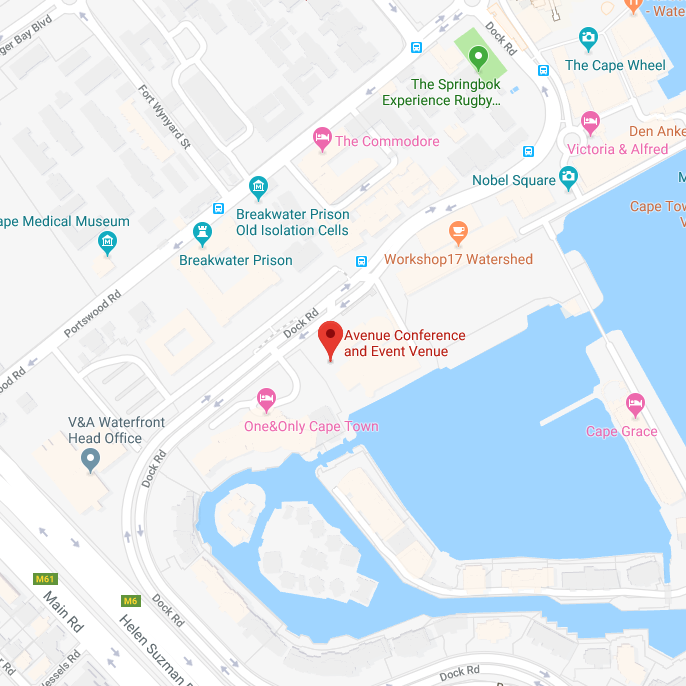 - Water
Dock Rd
ger Bay Blvd
The Cape Wheel
The Springbok
Experience Rugby...
Fort Wynyard St
The Commodore
Den Anke
Victoria & Alfred
Nobel Square
M
Cape Tow
V
Breakwater Prison
Old Isolation Cells
ape Medical Museum
Breakwater Prison
Workshop17 Watershed
Portswood Rd
Dock Rd
Avenue Conference
and Event Venue
ood Rd
One&Only Cape Town
Cape Grace
V&A Waterfront
Head Office
Dock Rd
M61
M6
Main Rd
Dock Rd
Helen Suzman
essels Rd
r Rd
Dock Rd